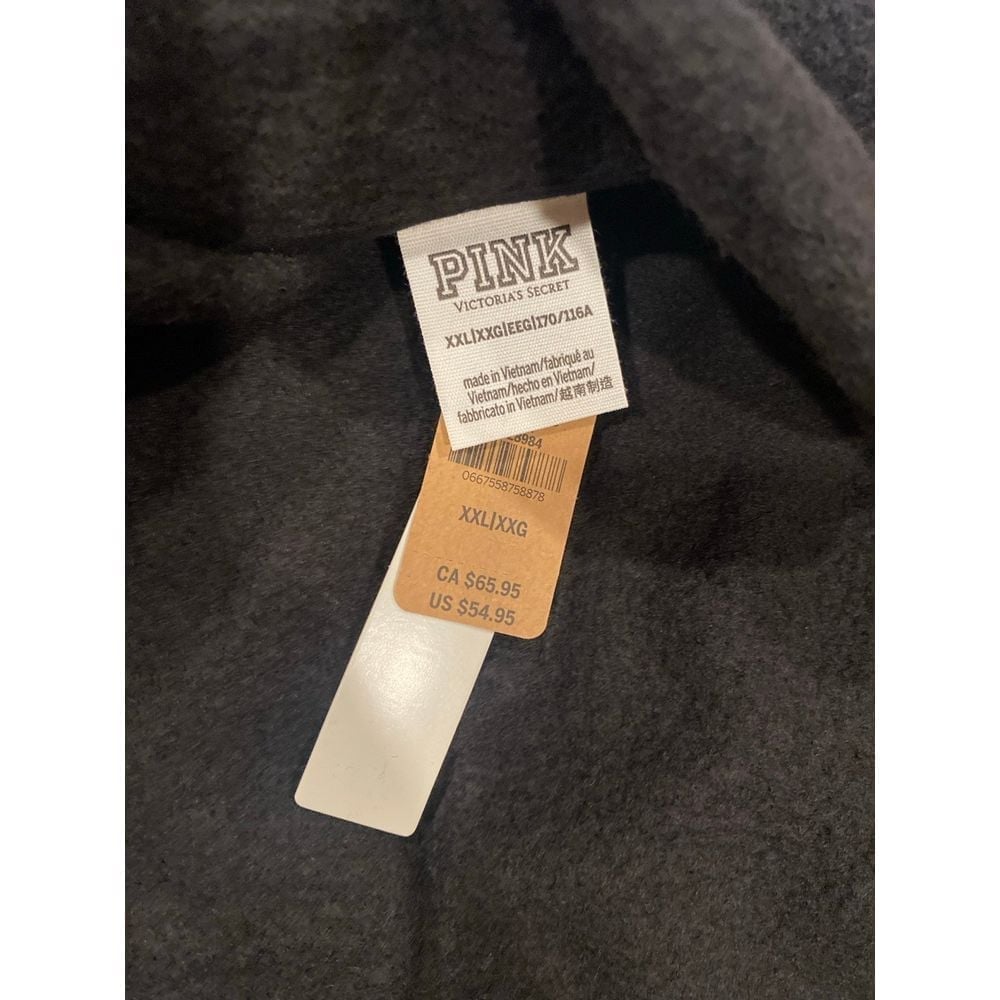 PINK
VICTORIA'S SECRET
XXL|XXG|EEG|170/116A
made in Vietnam/fabriqué au
Vietnam/hecho en Vietnam/
fabbricato in Vietnam/越南制造
0667558758878
XXL|XXG
CA $65.95
US $54.95